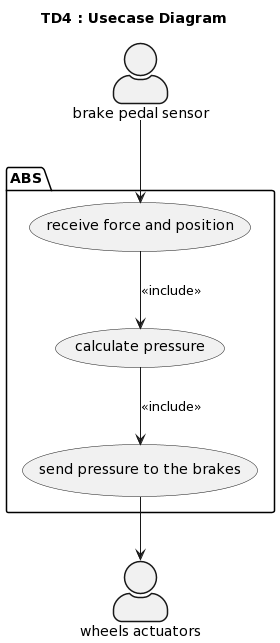 TD4 : Usecase Diagram
brake pedal sensor
ABS
receive force and position
«include»
calculate pressure
«include»
send pressure to the brakes
wheels actuators